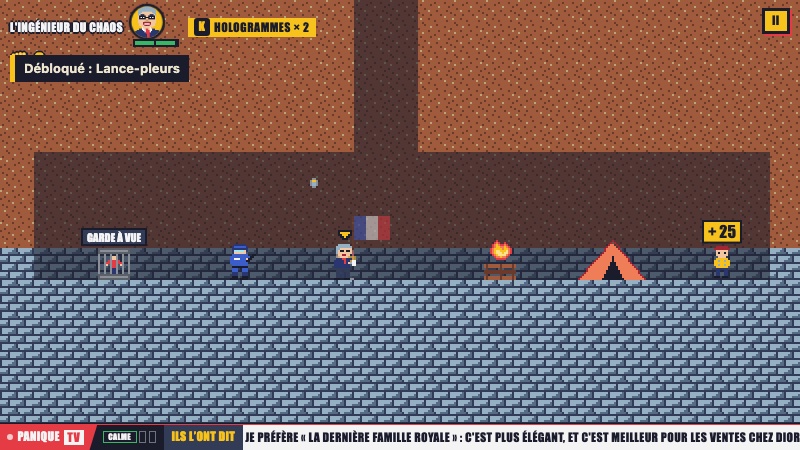 L'INGÉNIEUR DU CHAOS
K HOLOGRAMMES × 2
Débloqué : Lance-pleurs
GARDE À VUE
+ 25
PANIQUE TV
CALME
ILS L'ONT DIT
JE PRÉFÈRE « LA DERNIÈRE FAMILLE ROYALE » : C'EST PLUS ÉLÉGANT, ET C'EST MEILLEUR POUR LES VENTES CHEZ DIOR